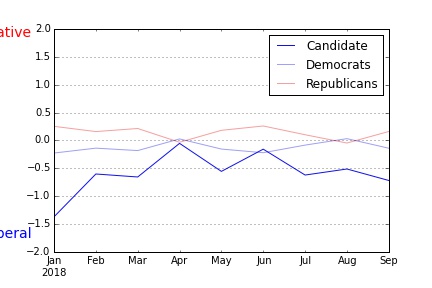 ative
2.0
1.5
1.0
0.5
0.0
−0.5
−1.0
−1.5
−2.0
beral
Candidate
Democrats
Republicans
Jan Feb Mar Apr May Jun Jul Aug Sep
2018